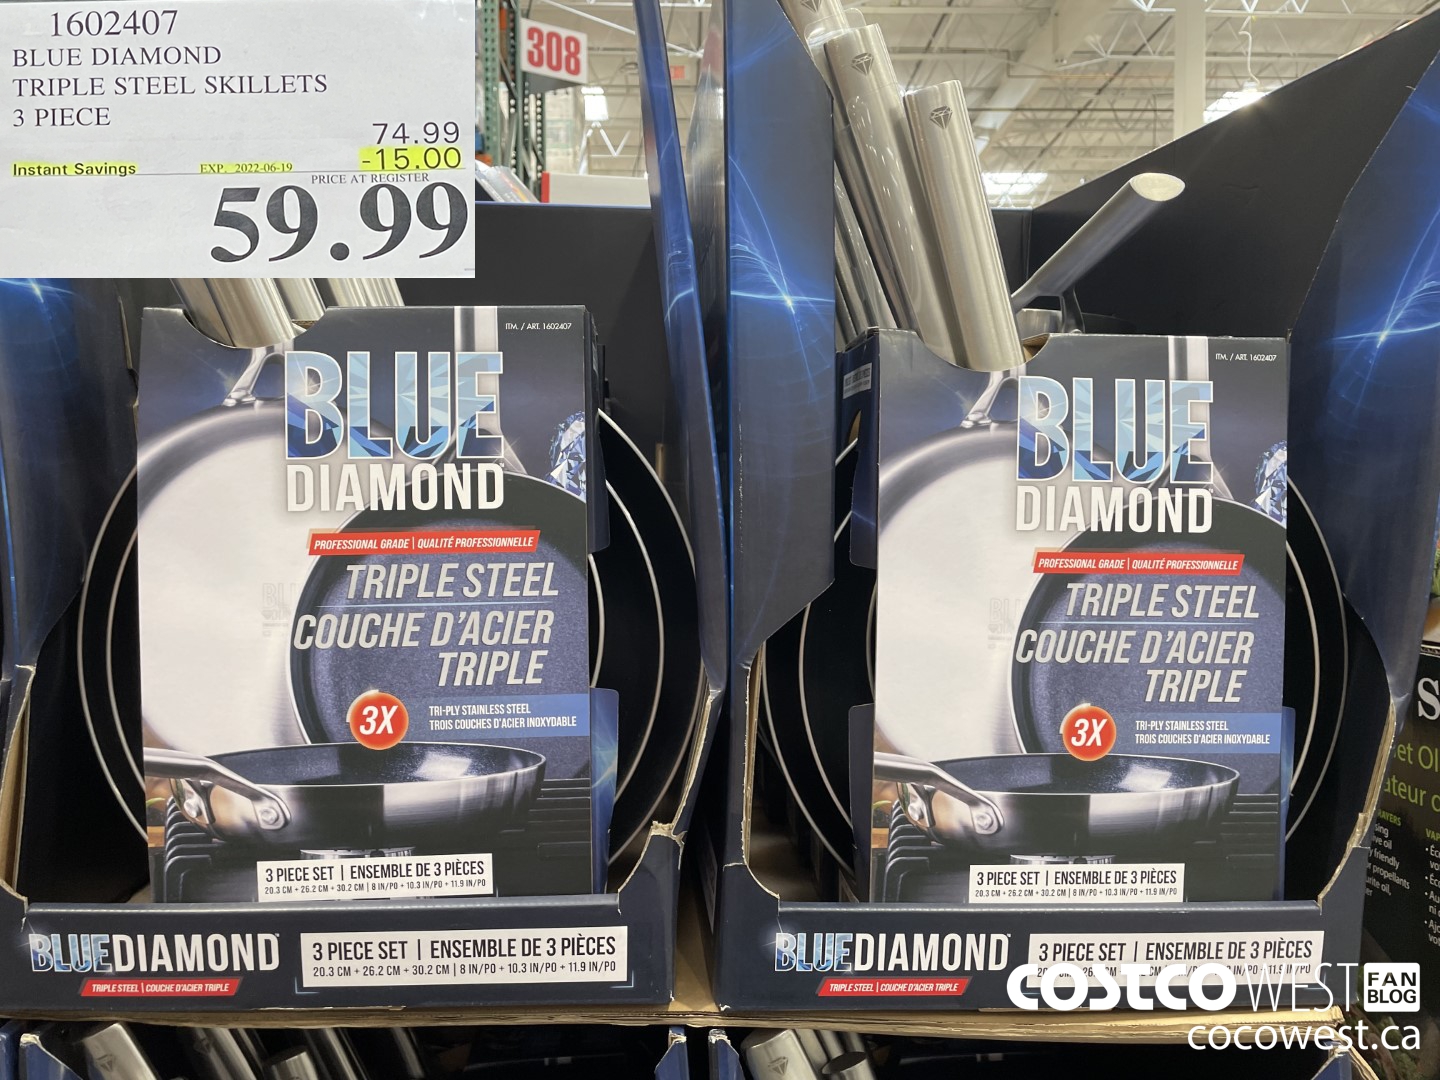 1602407
BLUE DIAMOND
TRIPLE STEEL SKILLETS
3 PIECE
74.99
Instant Savings EXP. 2022-06-19 -15.00
PRICE AT REGISTER
59.99
308
ITM. / ART. 1602407
BLUE
DIAMOND
PROFESSIONAL GRADE | QUALITÉ PROFESSIONNELLE
TRIPLE STEEL
COUCHE D'ACIER
TRIPLE
3X
TRI-PLY STAINLESS STEEL
TROIS COUCHES D'ACIER INOXYDABLE
3 PIECE SET | ENSEMBLE DE 3 PIÈCES
20.3 CM + 26.2 CM + 30.2 CM | 8 IN/PO + 10.3 IN/PO + 11.9 IN/PO
BLUE DIAMOND
TRIPLE STEEL | COUCHE D'ACIER TRIPLE
3 PIECE SET | ENSEMBLE DE 3 PIÈCES
20.3 CM + 26.2 CM + 30.2 CM | 8 IN/PO + 10.3 IN/PO + 11.9 IN/PO
ITM. / ART. 1602407
BLUE
DIAMOND
PROFESSIONAL GRADE | QUALITÉ PROFESSIONNELLE
TRIPLE STEEL
COUCHE D'ACIER
TRIPLE
3X
TRI-PLY STAINLESS STEEL
TROIS COUCHES D'ACIER INOXYDABLE
3 PIECE SET | ENSEMBLE DE 3 PIÈCES
20.3 CM + 26.2 CM + 30.2 CM | 8 IN/PO + 10.3 IN/PO + 11.9 IN/PO
BLUE DIAMOND
TRIPLE STEEL | COUCHE D'ACIER TRIPLE
3 PIECE SET | ENSEMBLE DE 3 PIÈCES
COSTCO WEST FAN BLOG
cocowest.ca